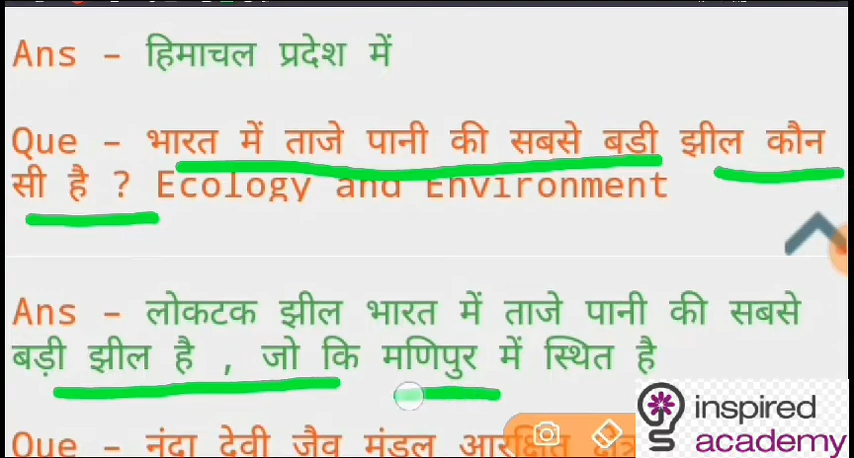 Ans - हिमाचल प्रदेश में
Que - भारत में ताजे पानी की सबसे बडी झील कौन
सी है ? Ecology and Environment
Ans - लोकटक झील भारत में ताजे पानी की सबसे
बड़ी झील है , जो कि मणिपुर में स्थित है
Que - नंदा देवी जैव मंडल आरक्षित क्षेत्र
inspired
academy